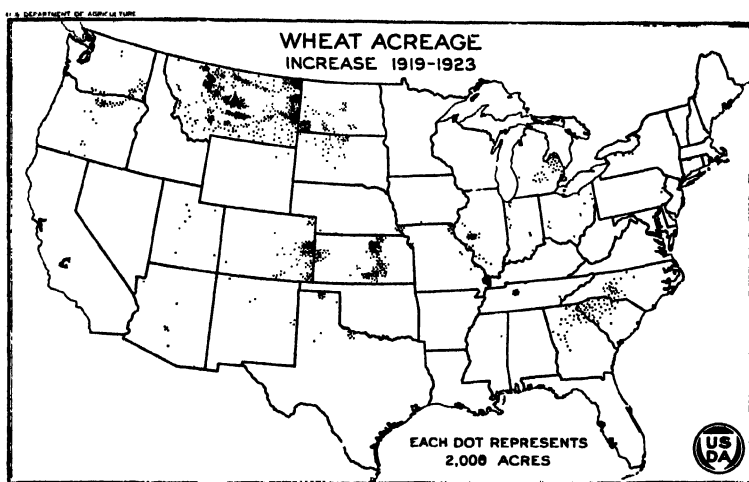 U S DEPARTMENT OF AGRICULTURE
WHEAT ACREAGE
INCREASE 1919-1923
EACH DOT REPRESENTS
2,000 ACRES
US
DA